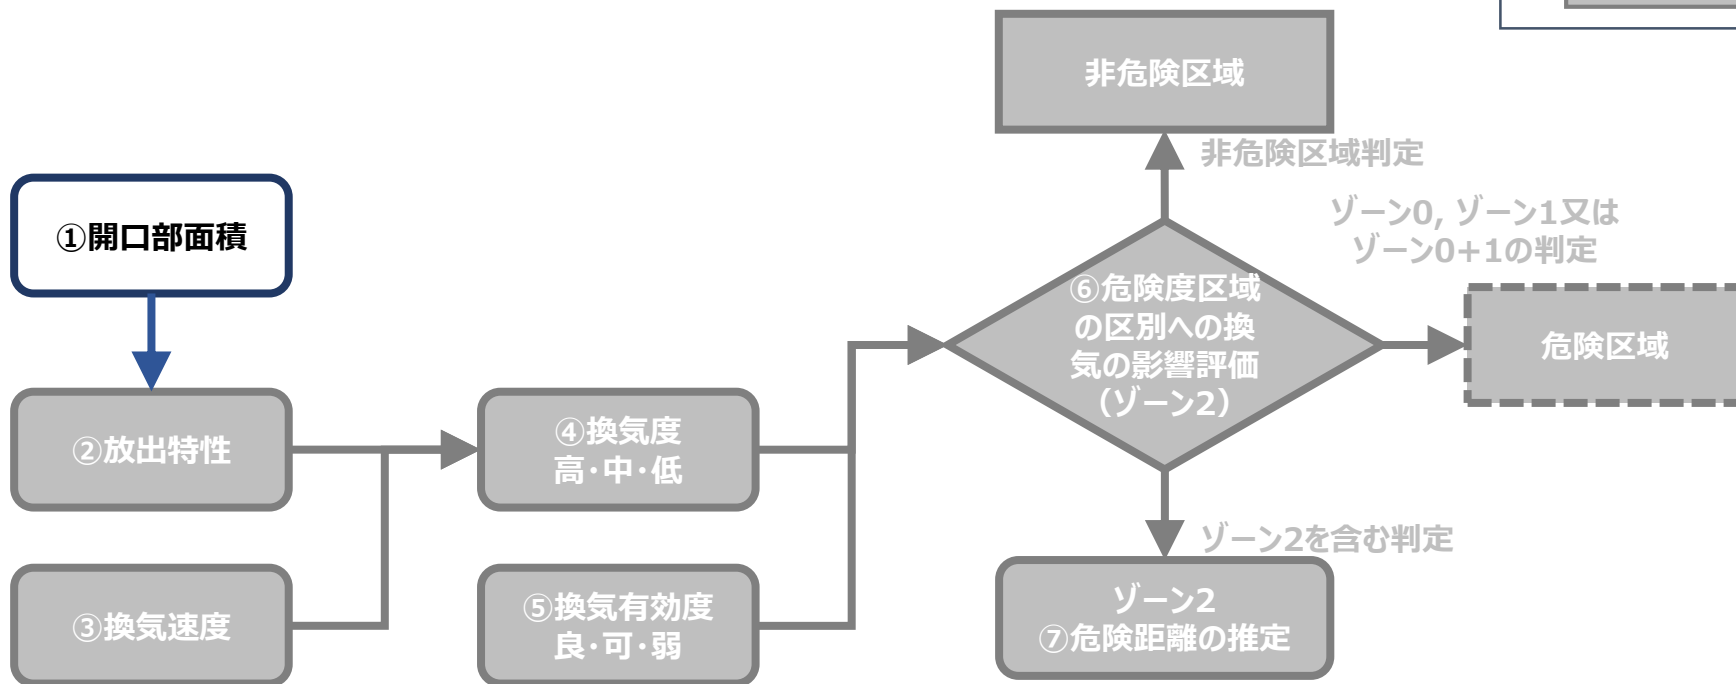 非危険区域
非危険区域判定
ゾーン0, ゾーン1又は
ゾーン0+1の判定
①開口部面積
⑥危険度区域
の区別への換
気の影響評価
（ゾーン2）
危険区域
②放出特性
④換気度
高・中・低
ゾーン2を含む判定
③換気速度
⑤換気有効度
良・可・弱
ゾーン2
⑦危険距離の推定